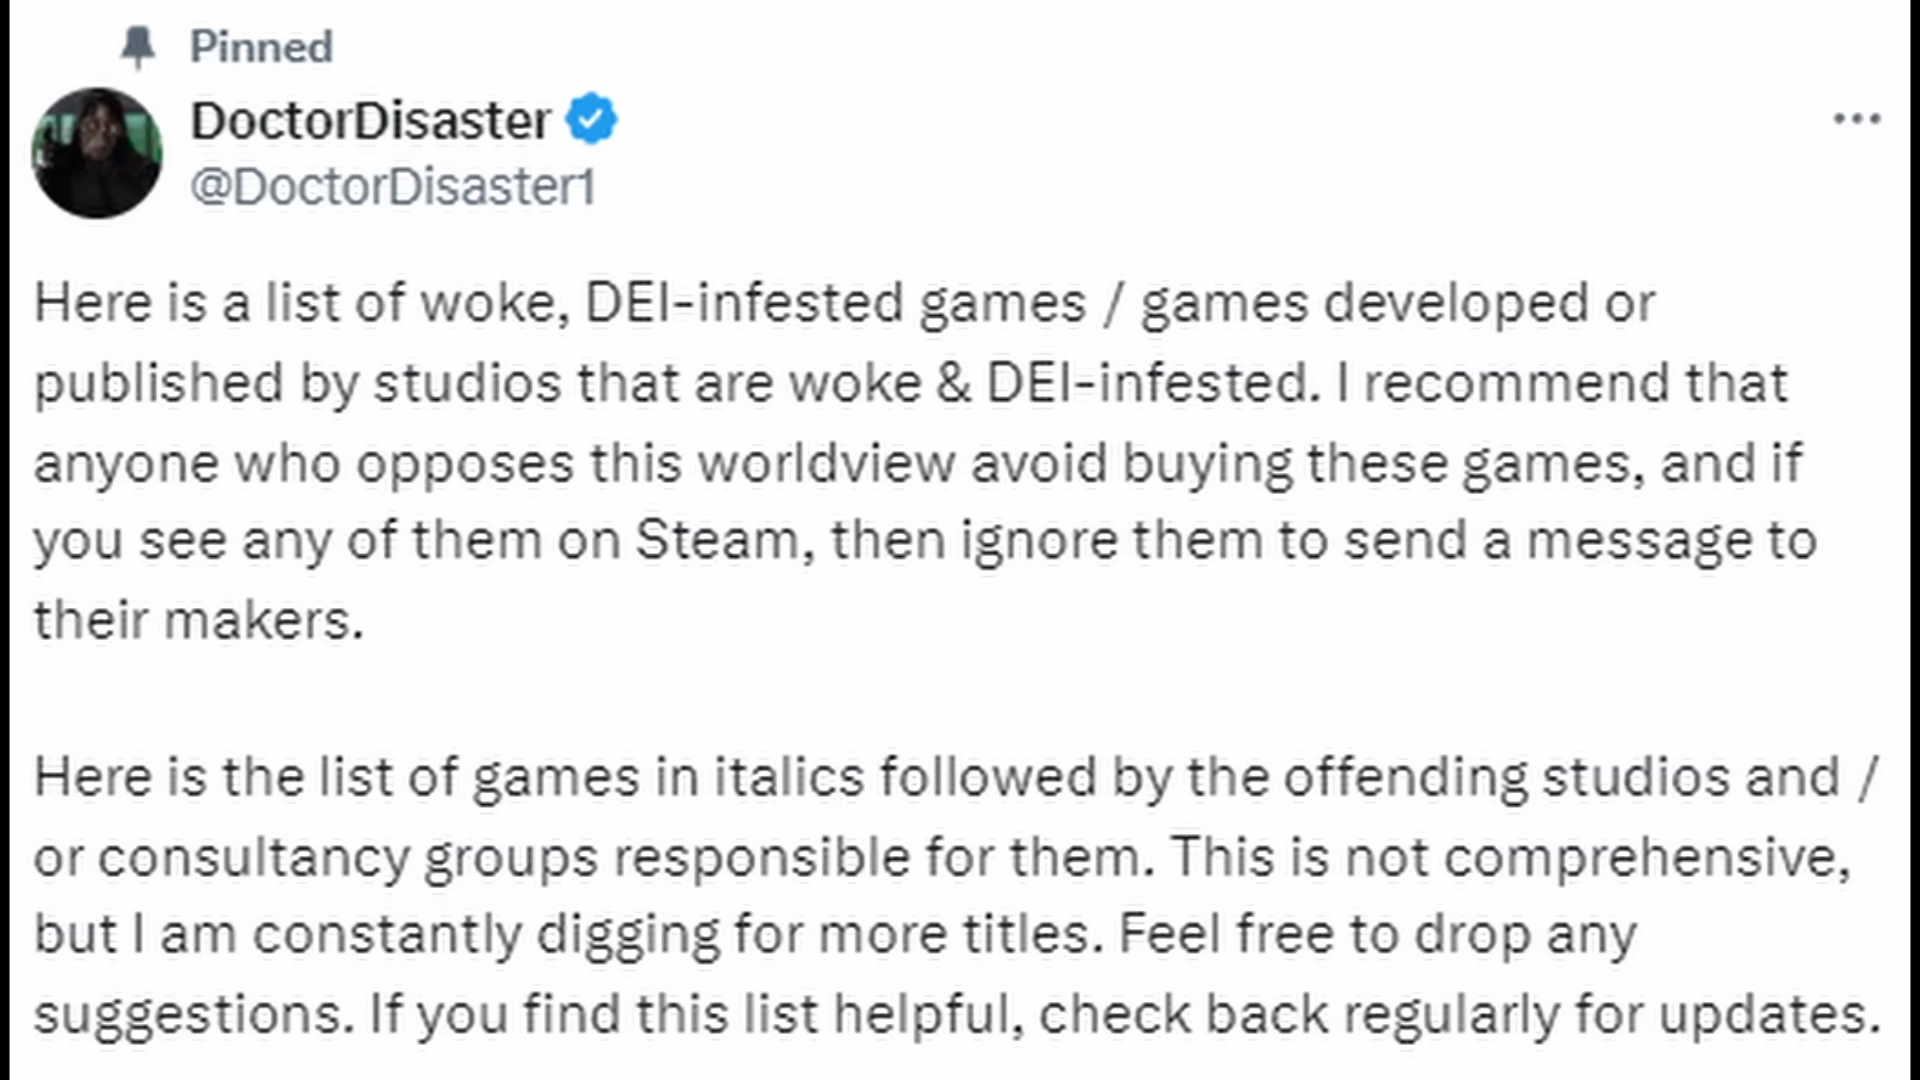 Pinned
DoctorDisaster
@DoctorDisaster1
Here is a list of woke, DEI-infested games / games developed or
published by studios that are woke & DEI-infested. I recommend that
anyone who opposes this worldview avoid buying these games, and if
you see any of them on Steam, then ignore them to send a message to
their makers.
Here is the list of games in italics followed by the offending studios and /
or consultancy groups responsible for them. This is not comprehensive,
but I am constantly digging for more titles. Feel free to drop any
suggestions. If you find this list helpful, check back regularly for updates.